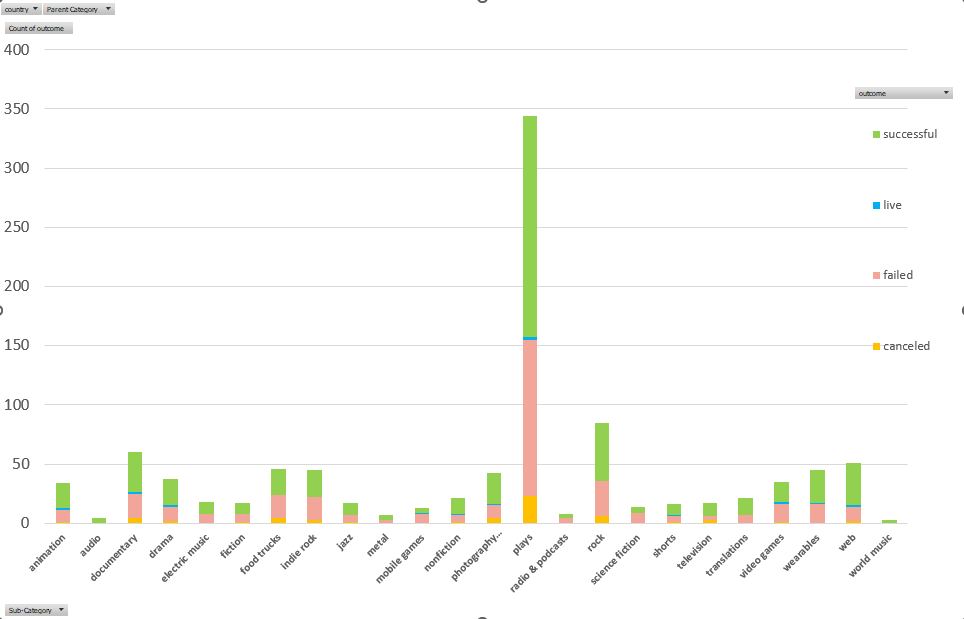 country Parent Category
Count of outcome
400
350
300
250
200
150
100
50
0
outcome
successful
live
failed
canceled
animation
audio
documentary
drama
electric music
fiction
food trucks
indie rock
jazz
metal
mobile games
nonfiction
photography...
plays
radio & podcasts
rock
science fiction
shorts
television
translations
video games
wearables
web
world music
Sub-Category